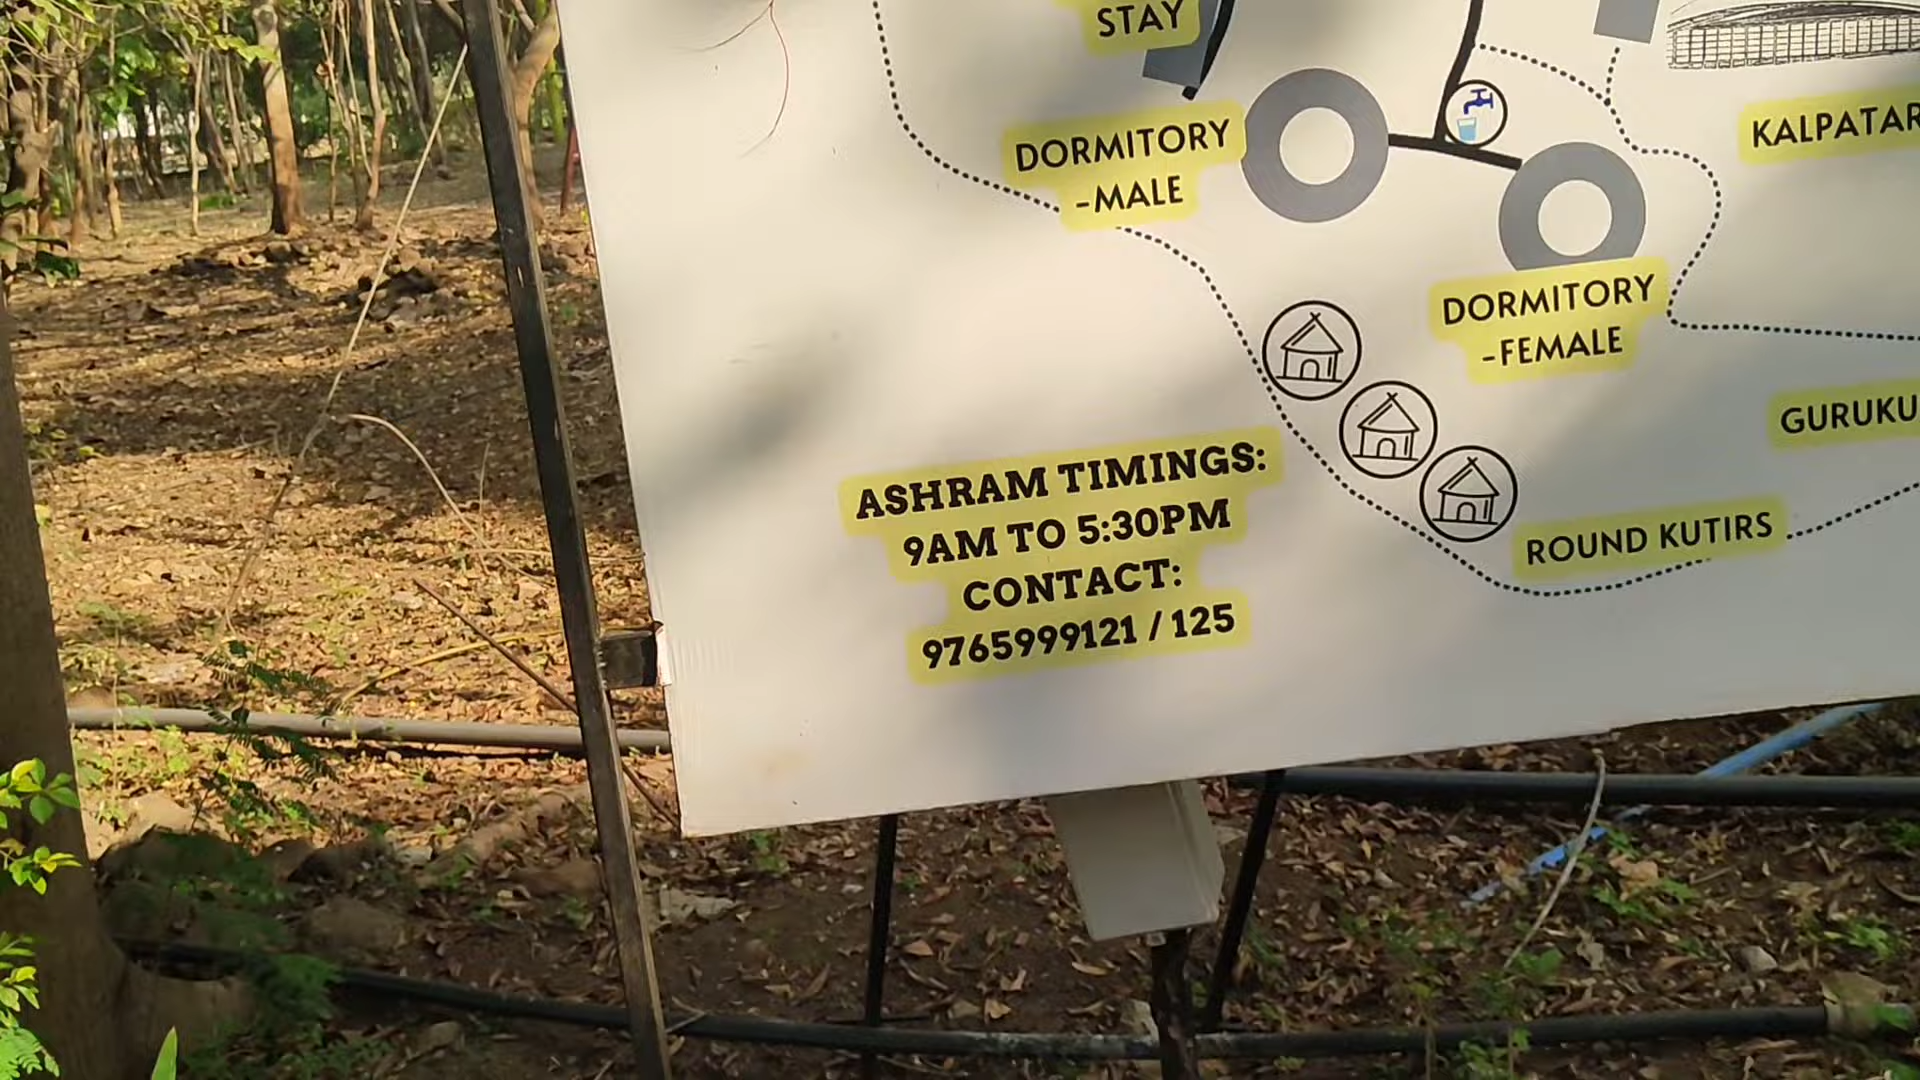 STAY
DORMITORY
-MALE
KALPATAR
DORMITORY
-FEMALE
GURUKU
ASHRAM TIMINGS:
9AM TO 5:30PM
CONTACT:
9765999121 / 125
ROUND KUTIRS